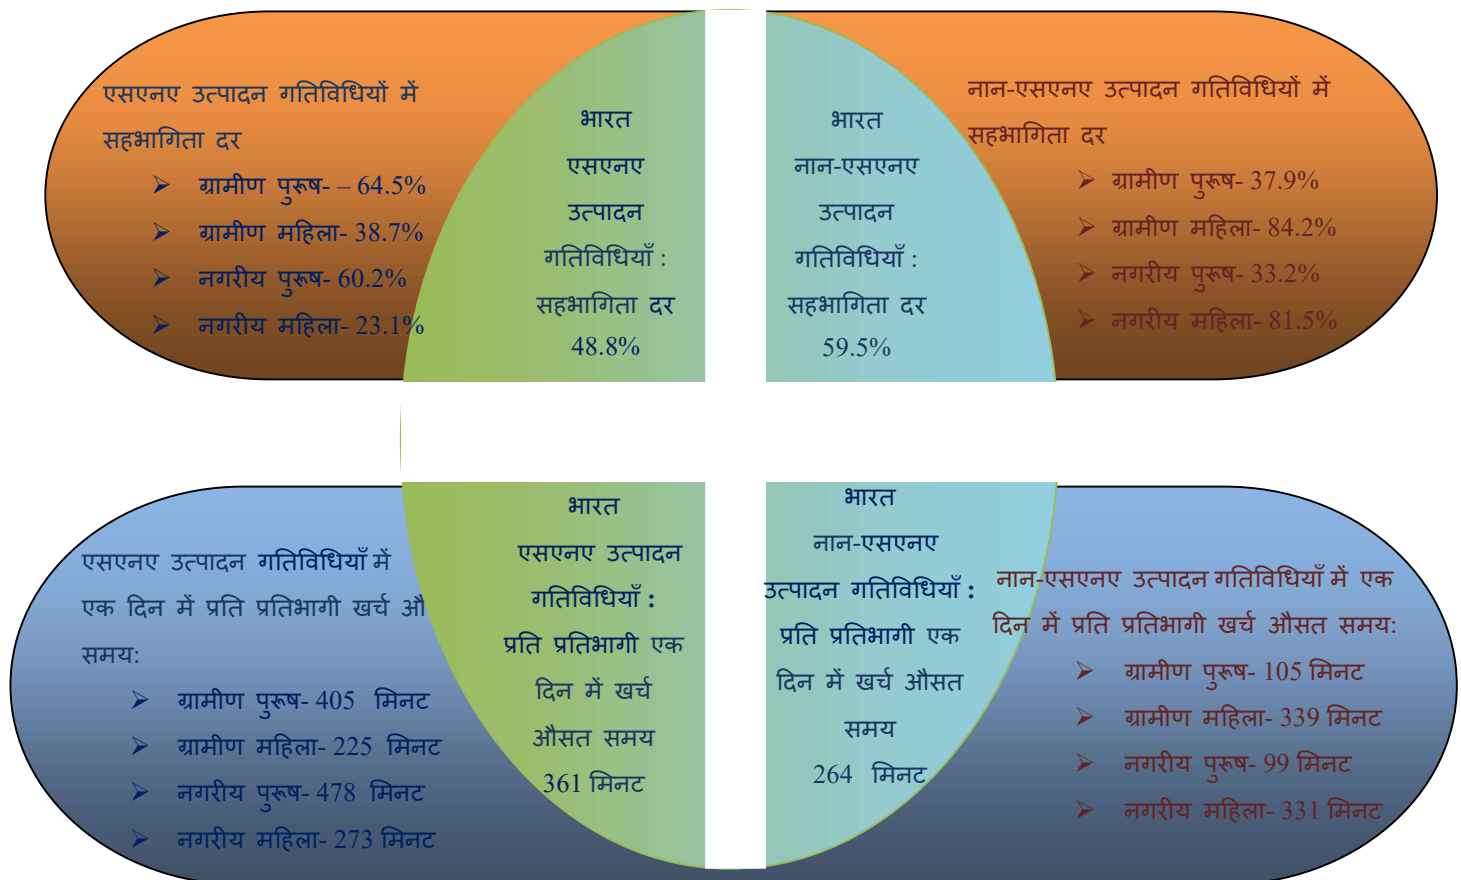 एसएनए उत्पादन गतिविधियों में
सहभागिता दर
➢ ग्रामीण पुरूष- – 64.5%
➢ ग्रामीण महिला- 38.7%
➢ नगरीय पुरूष- 60.2%
➢ नगरीय महिला- 23.1%
भारत
एसएनए
उत्पादन
गतिविधियाँ :
सहभागिता दर
48.8%
भारत
नान-एसएनए
उत्पादन
गतिविधियाँ :
सहभागिता दर
59.5%
नान-एसएनए उत्पादन गतिविधियों में
सहभागिता दर
➢ ग्रामीण पुरूष- 37.9%
➢ ग्रामीण महिला- 84.2%
➢ नगरीय पुरूष- 33.2%
➢ नगरीय महिला- 81.5%
एसएनए उत्पादन गतिविधियाँ में
एक दिन में प्रति प्रतिभागी खर्च औ
समय:
➢ ग्रामीण पुरूष- 405 मिनट
➢ ग्रामीण महिला- 225 मिनट
➢ नगरीय पुरूष- 478 मिनट
➢ नगरीय महिला- 273 मिनट
भारत
एसएनए उत्पादन
गतिविधियाँ :
प्रति प्रतिभागी एक
दिन में खर्च
औसत समय
361 मिनट
भारत
नान-एसएनए
उत्पादन गतिविधियाँ :
प्रति प्रतिभागी एक
दिन में खर्च औसत
समय
264 मिनट
नान-एसएनए उत्पादन गतिविधियाँ में एक
दिन में प्रति प्रतिभागी खर्च औसत समय:
➢ ग्रामीण पुरूष- 105 मिनट
➢ ग्रामीण महिला- 339 मिनट
➢ नगरीय पुरूष- 99 मिनट
➢ नगरीय महिला- 331 मिनट